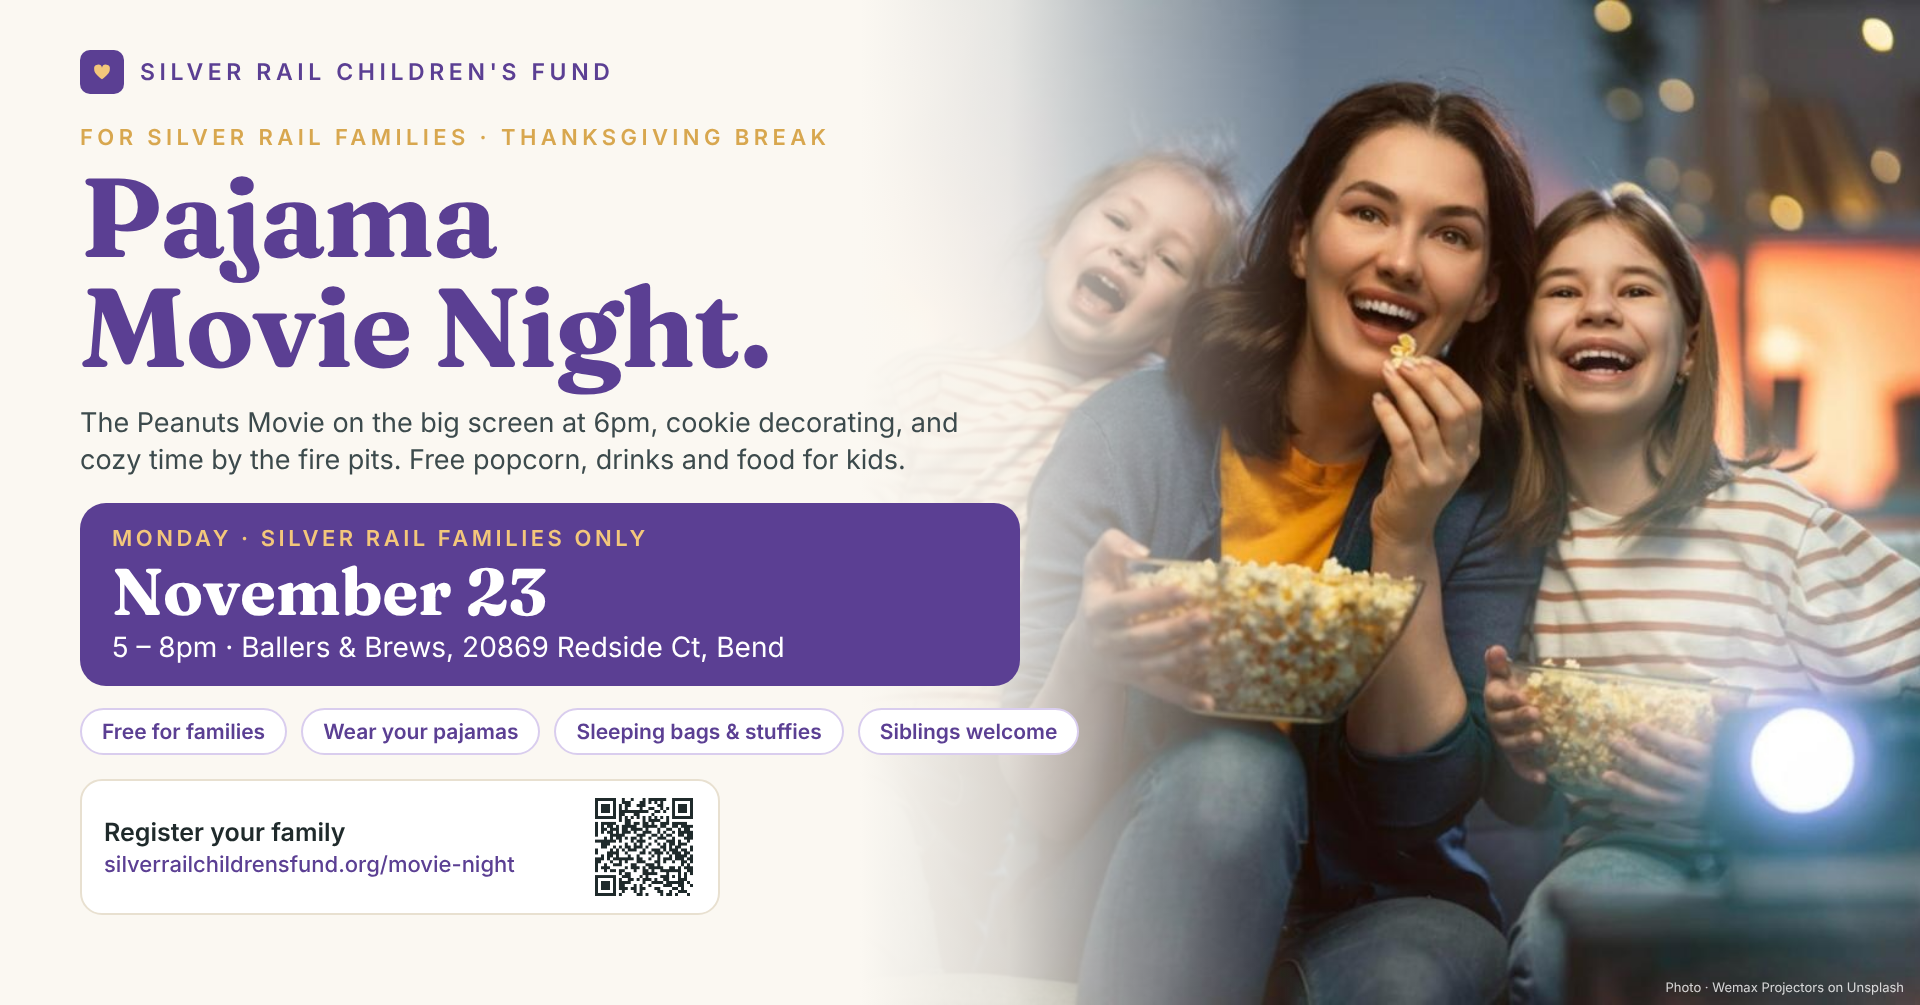 SILVER RAIL CHILDREN'S FUND
FOR SILVER RAIL FAMILIES · THANKSGIVING BREAK
Pajama
Movie Night.
The Peanuts Movie on the big screen at 6pm, cookie decorating, and
cozy time by the fire pits. Free popcorn, drinks and food for kids.
MONDAY · SILVER RAIL FAMILIES ONLY
November 23
5 – 8pm · Ballers & Brews, 20869 Redside Ct, Bend
Free for families
Wear your pajamas
Sleeping bags & stuffies
Siblings welcome
Register your family
silverrailchildrensfund.org/movie-night
Photo · Wemax Projectors on Unsplash